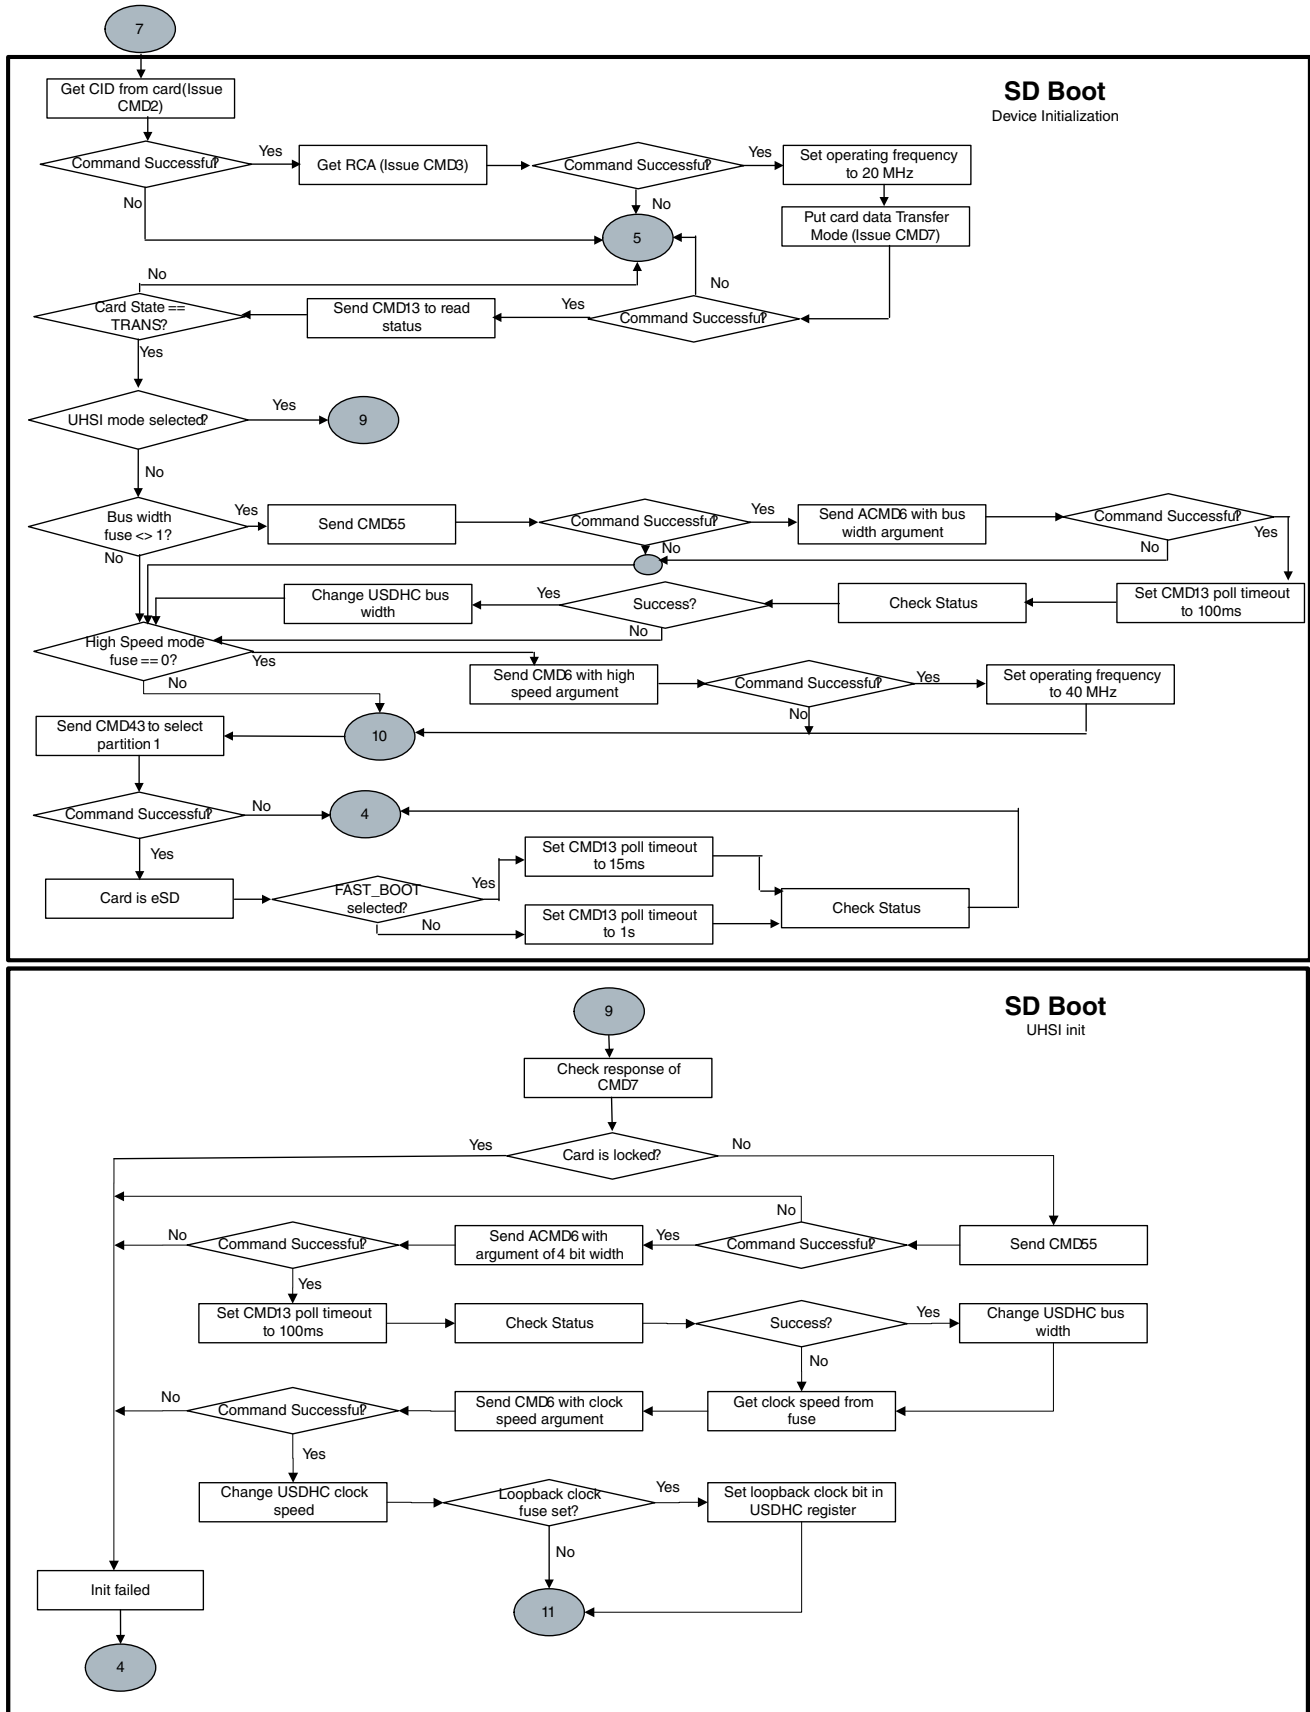 7
SD Boot
Device Initialization
Get CID from card(Issue
CMD2)
Command Successful?
Yes
Get RCA (Issue CMD3)
Command Successful?
Yes
Set operating frequency
to 20 MHz
No
No
Put card data Transfer
Mode (Issue CMD7)
5
No
No
Card State ==
TRANS?
Send CMD13 to read
status
Yes
Command Successful?
Yes
UHSI mode selected?
Yes
9
No
Bus width
fuse <> 1?
Yes
Send CMD55
Command Successful?
Yes
Send ACMD6 with bus
width argument
Command Successful?
Yes
No
No
No
Change USDHC bus
width
Yes
Success?
Check Status
Set CMD13 poll timeout
to 100ms
No
High Speed mode
fuse == 0?
Yes
Send CMD6 with high
speed argument
Command Successful?
Yes
Set operating frequency
to 40 MHz
No
No
Send CMD43 to select
partition 1
10
Command Successful?
No
4
Yes
Card is eSD
FAST_BOOT
selected?
Yes
Set CMD13 poll timeout
to 15ms
No
Set CMD13 poll timeout
to 1s
Check Status
SD Boot
UHSI init
9
Check response of
CMD7
Yes
Card is locked?
No
No
No
Command Successful?
Send ACMD6 with
argument of 4 bit width
Yes
Command Successful?
Send CMD55
Yes
Set CMD13 poll timeout
to 100ms
Check Status
Success?
Yes
Change USDHC bus
width
No
No
Command Successful?
Send CMD6 with clock
speed argument
Get clock speed from
fuse
Yes
Change USDHC clock
speed
Loopback clock
fuse set?
Yes
Set loopback clock bit in
USDHC register
No
Init failed
11
4